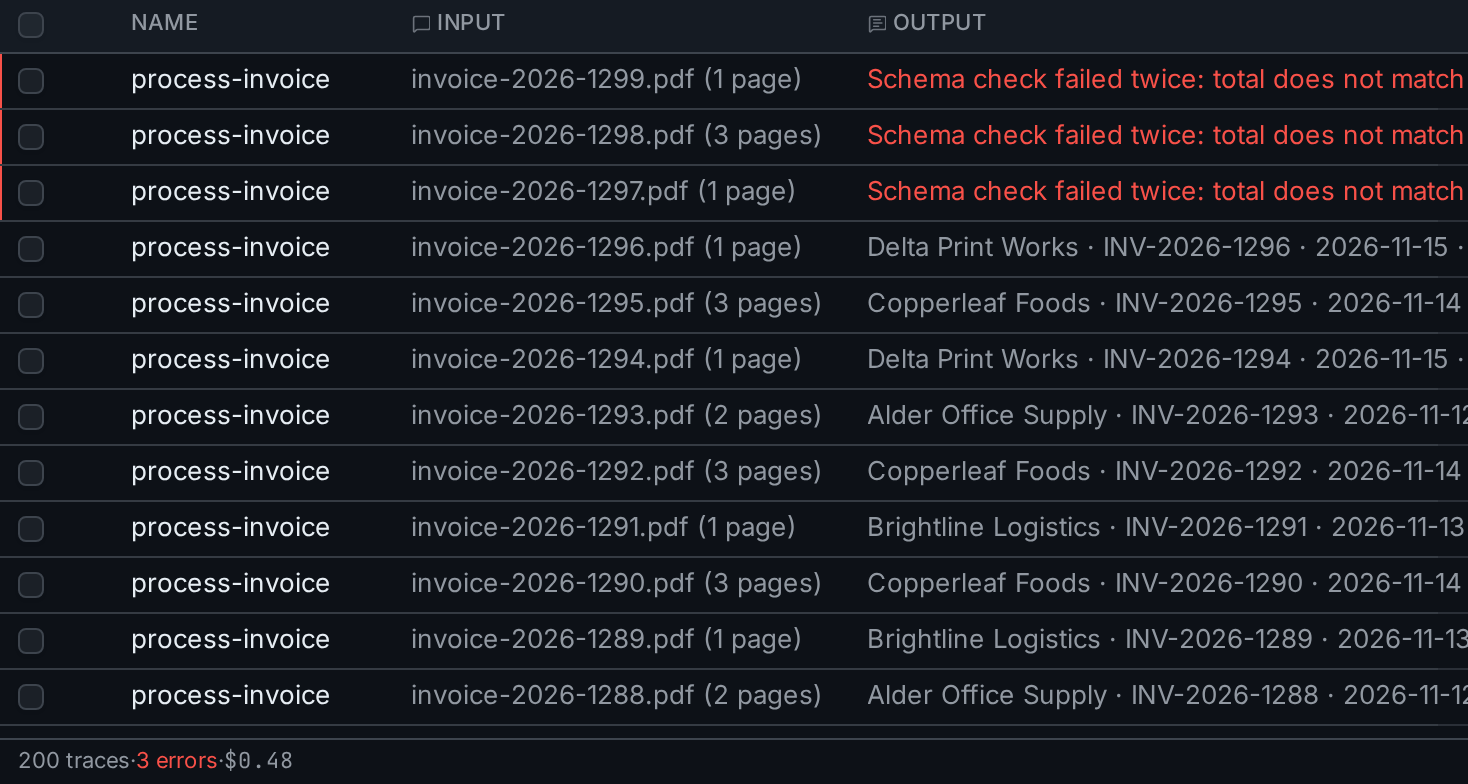 NAME INPUT OUTPUT
process-invoice invoice-2026-1299.pdf (1 page) Schema check failed twice: total does not match
process-invoice invoice-2026-1298.pdf (3 pages) Schema check failed twice: total does not match
process-invoice invoice-2026-1297.pdf (1 page) Schema check failed twice: total does not match
process-invoice invoice-2026-1296.pdf (1 page) Delta Print Works · INV-2026-1296 · 2026-11-15 ·
process-invoice invoice-2026-1295.pdf (3 pages) Copperleaf Foods · INV-2026-1295 · 2026-11-14
process-invoice invoice-2026-1294.pdf (1 page) Delta Print Works · INV-2026-1294 · 2026-11-15 ·
process-invoice invoice-2026-1293.pdf (2 pages) Alder Office Supply · INV-2026-1293 · 2026-11-12
process-invoice invoice-2026-1292.pdf (3 pages) Copperleaf Foods · INV-2026-1292 · 2026-11-14
process-invoice invoice-2026-1291.pdf (1 page) Brightline Logistics · INV-2026-1291 · 2026-11-13
process-invoice invoice-2026-1290.pdf (3 pages) Copperleaf Foods · INV-2026-1290 · 2026-11-14
process-invoice invoice-2026-1289.pdf (1 page) Brightline Logistics · INV-2026-1289 · 2026-11-13
process-invoice invoice-2026-1288.pdf (2 pages) Alder Office Supply · INV-2026-1288 · 2026-11-12
200 traces·3 errors·$0.48